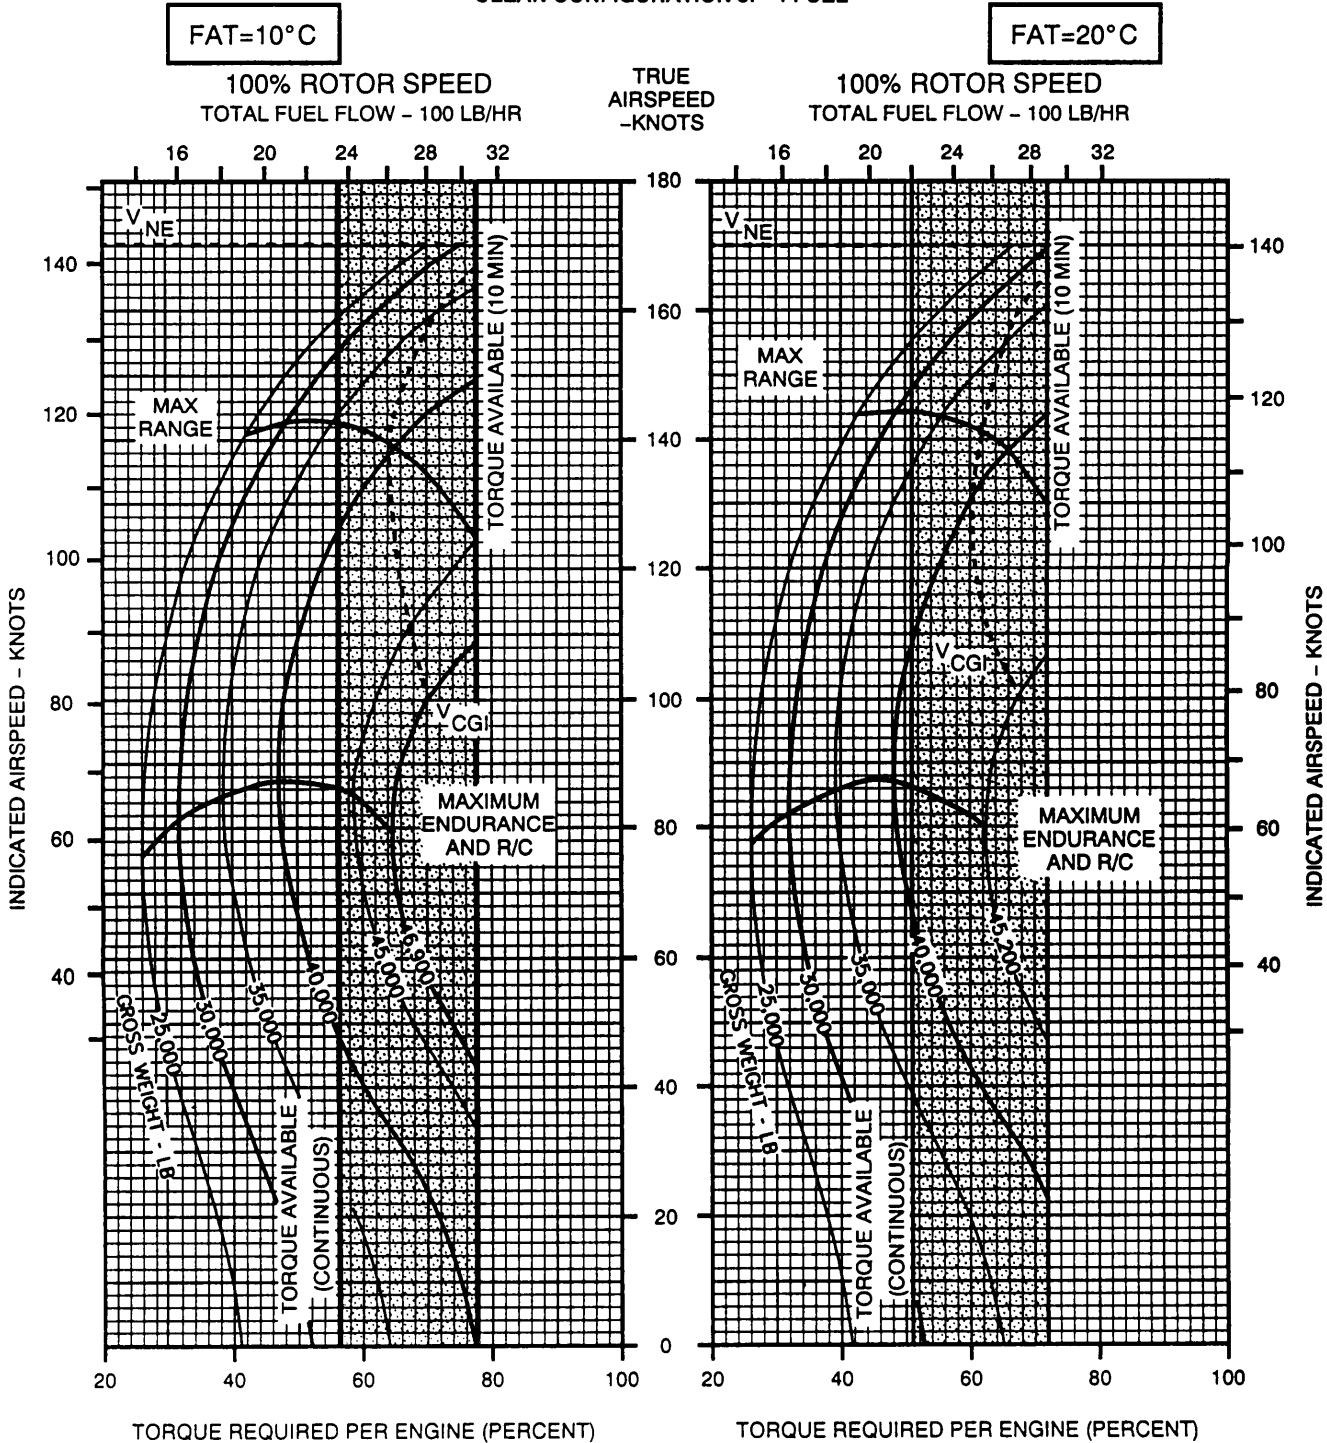 FAT=10°C
FAT=20°C
100% ROTOR SPEED
TOTAL FUEL FLOW – 100 LB/HR
TRUE
AIRSPEED
–KNOTS
100% ROTOR SPEED
TOTAL FUEL FLOW – 100 LB/HR
16 20 24 28 32
16 20 24 28 32
180
160
140
120
100
80
60
40
20
0
INDICATED AIRSPEED – KNOTS
140
120
100
80
60
40
V NE
MAX
RANGE
TORQUE AVAILABLE (10 MIN)
V CGI
MAXIMUM
ENDURANCE
AND R/C
GROSS WEIGHT - LB
25,000
30,000
35,000
40,000
45,000
46,900
TORQUE AVAILABLE
(CONTINUOUS)
20 40 60 80 100
TORQUE REQUIRED PER ENGINE (PERCENT)
V NE
MAX
RANGE
TORQUE AVAILABLE (10 MIN)
V CGI
MAXIMUM
ENDURANCE
AND R/C
GROSS WEIGHT - LB
25,000
30,000
35,000
40,000
45,200
TORQUE AVAILABLE
(CONTINUOUS)
140
120
100
80
60
40
INDICATED AIRSPEED – KNOTS
20 40 60 80 100
TORQUE REQUIRED PER ENGINE (PERCENT)